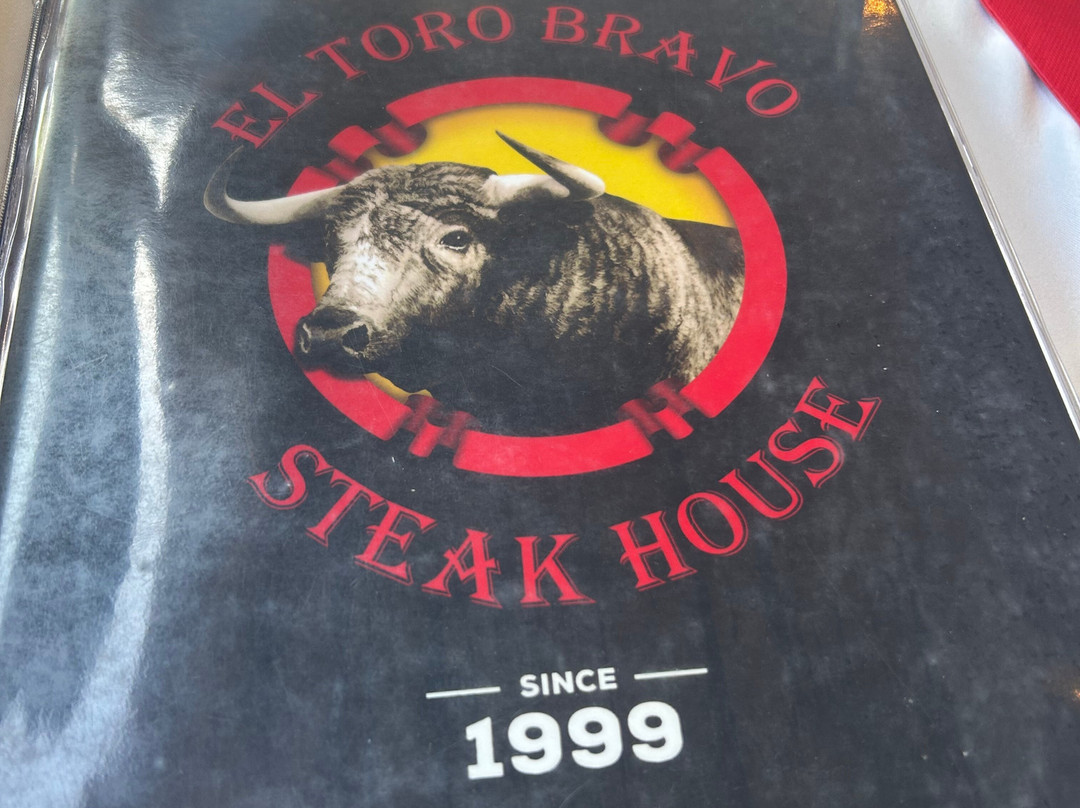 EL TORO BRAVO
STEAK HOUSE
SINCE
1999